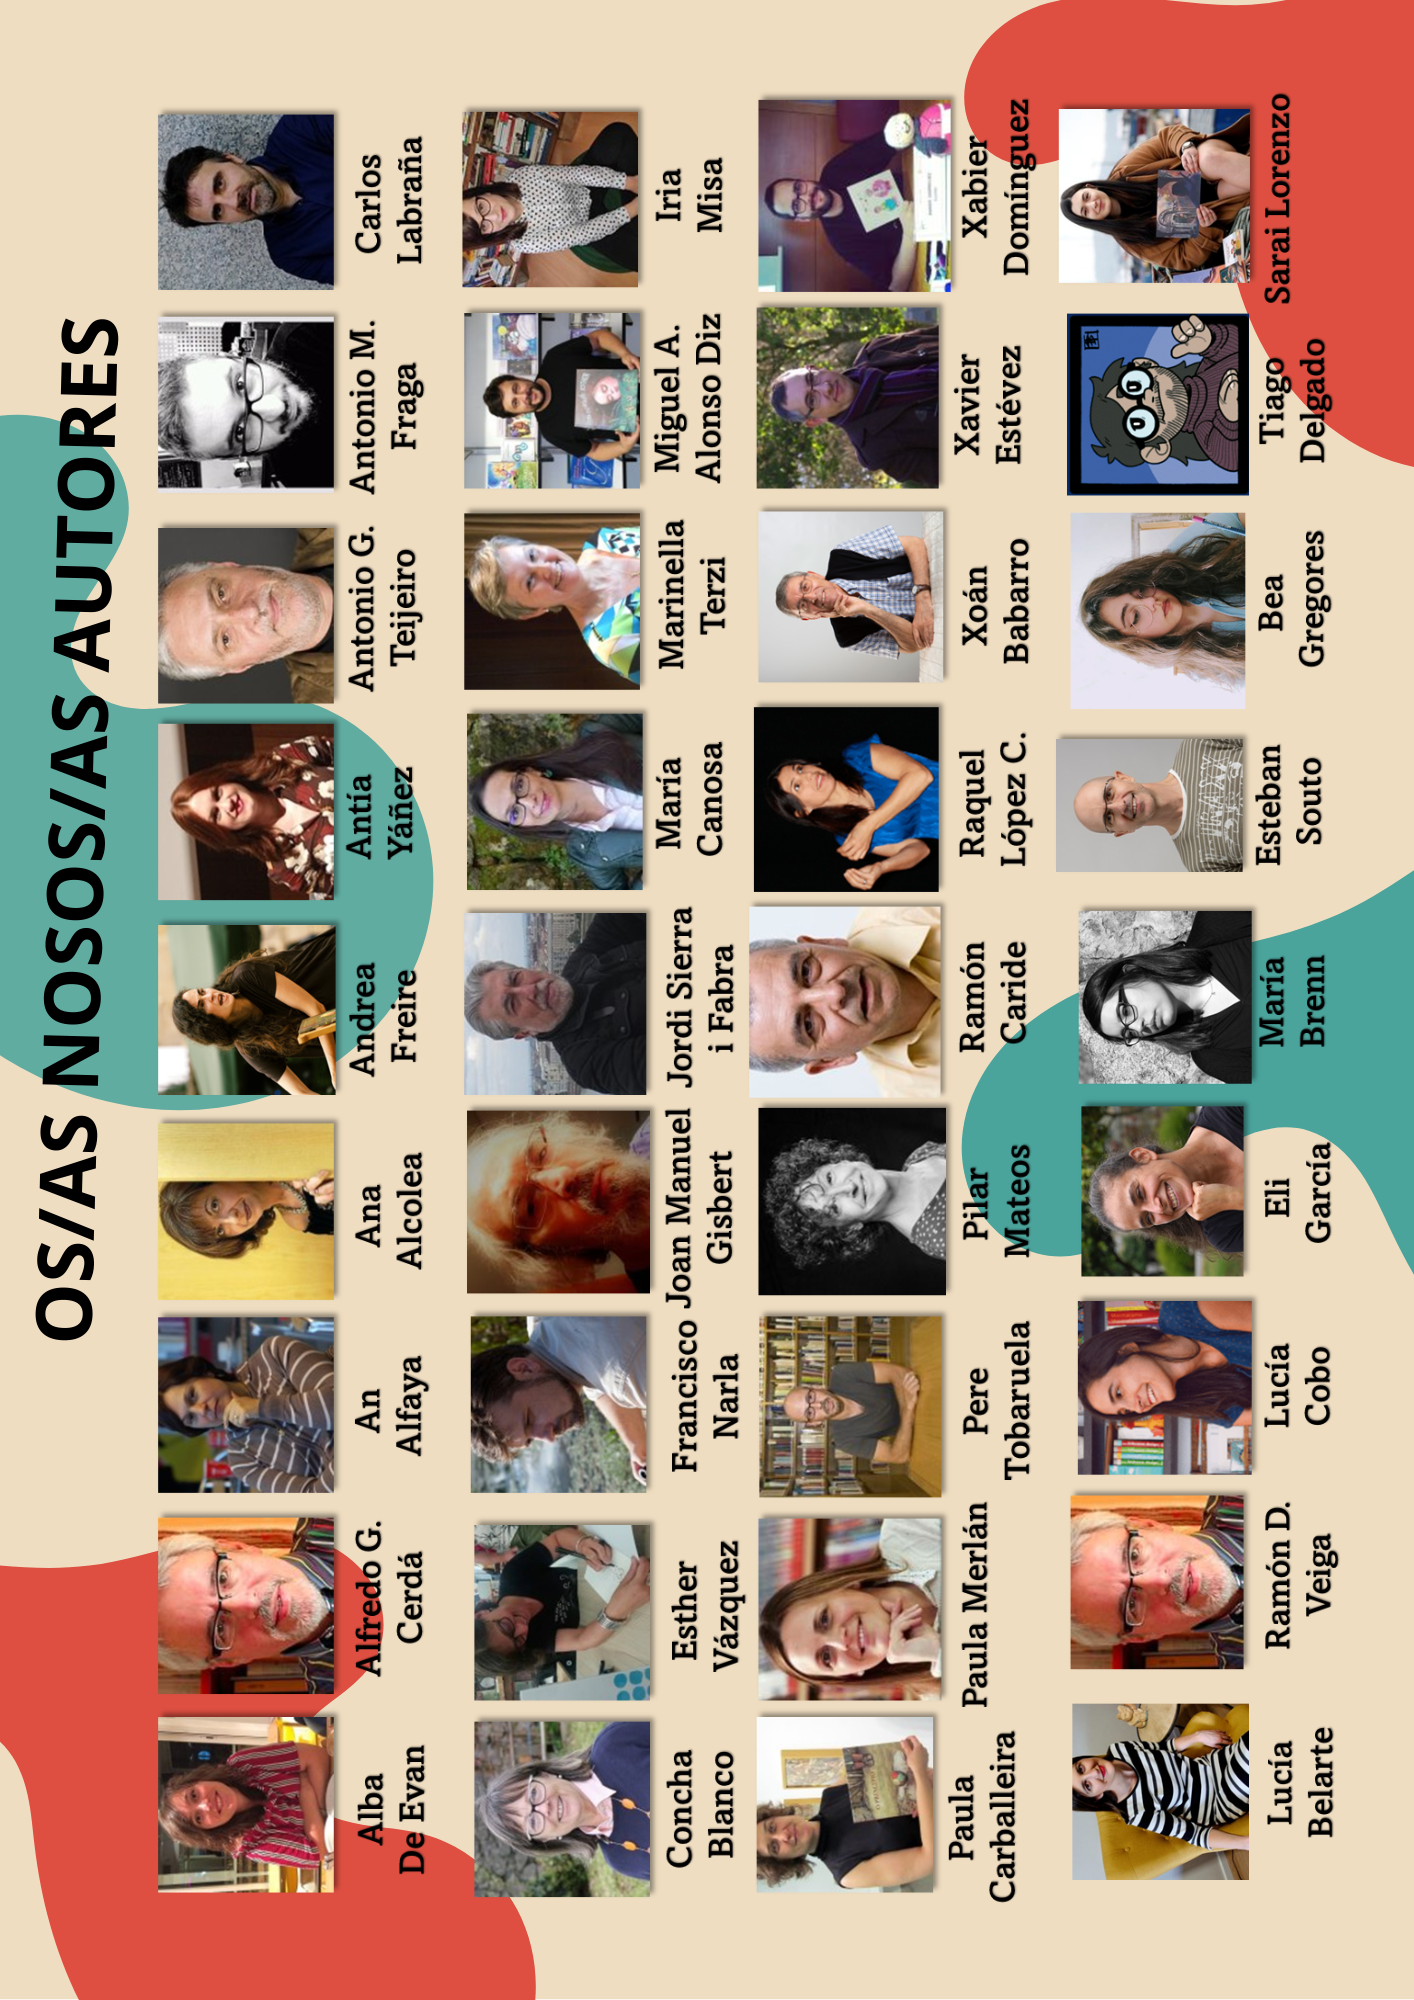 OS/AS NOSOS/AS AUTORES
Alba
De Evan
Alfredo G.
Cerdá
An
Alfaya
Ana
Alcolea
Andrea
Freire
Antía
Yáñez
Antonio G.
Teijeiro
Antonio M.
Fraga
Carlos
Labraña
Concha
Blanco
Esther
Vázquez
Francisco
Narla
Joan Manuel
Gisbert
Jordi Sierra
i Fabra
María
Canosa
Marinella
Terzi
Miguel A.
Alonso Diz
Iria
Misa
Paula
Carballeira
Paula Merlán
Pere
Tobaruela
Pilar
Mateos
Ramón
Caride
Raquel
López C.
Xoán
Babarro
Xavier
Estévez
Xabier
Domínguez
Lucía
Belarte
Ramón D.
Veiga
Lucía
Cobo
Eli
García
María
Brenn
Esteban
Souto
Bea
Gregores
Tiago
Delgado
Sarai Lorenzo